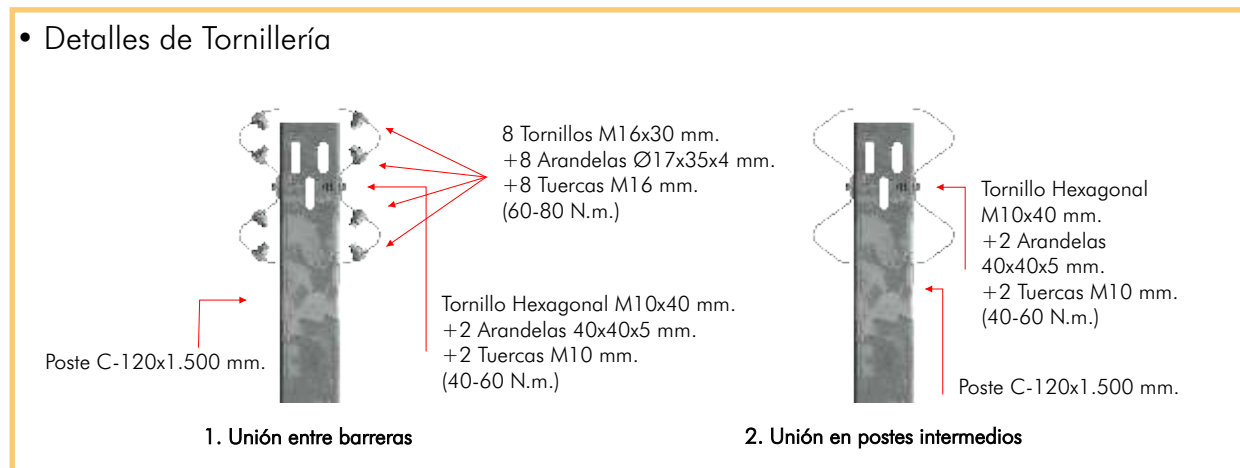 • Detalles de Tornillería
8 Tornillos M16x30 mm.
+8 Arandelas Ø17x35x4 mm.
+8 Tuercas M16 mm.
(60-80 N.m.)
Tornillo Hexagonal M10x40 mm.
+2 Arandelas 40x40x5 mm.
+2 Tuercas M10 mm.
(40-60 N.m.)
Poste C-120x1.500 mm.
1. Unión entre barreras
Tornillo Hexagonal
M10x40 mm.
+2 Arandelas
40x40x5 mm.
+2 Tuercas M10 mm.
(40-60 N.m.)
Poste C-120x1.500 mm.
2. Unión en postes intermedios